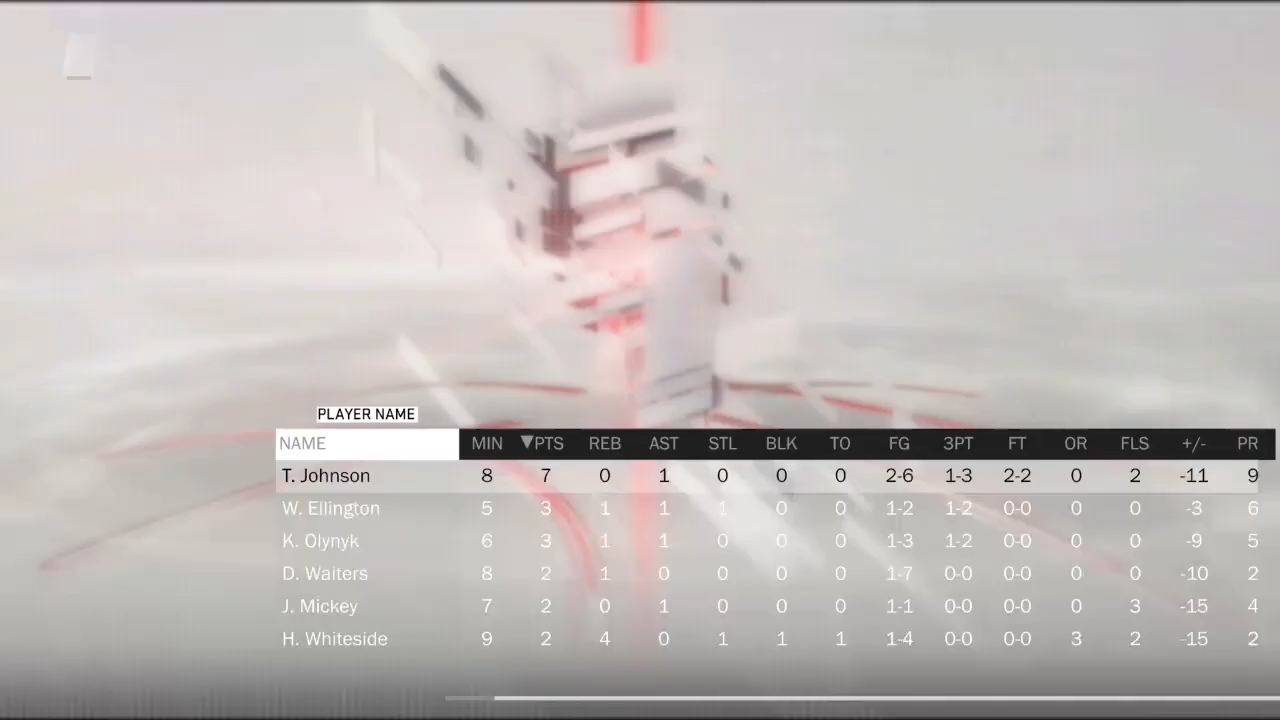 PLAYER NAME
NAME MIN ▼PTS REB AST STL BLK TO FG 3PT FT OR FLS +/- PR
T. Johnson 8 7 0 1 0 0 0 2-6 1-3 2-2 0 2 -11 9
W. Ellington 5 3 1 1 1 0 0 1-2 1-2 0-0 0 0 -3 6
K. Olynyk 6 3 1 1 0 0 0 1-3 1-2 0-0 0 0 -9 5
D. Waiters 8 2 1 0 0 0 0 1-7 0-0 0-0 0 0 -10 2
J. Mickey 7 2 0 1 0 0 0 1-1 0-0 0-0 0 3 -15 4
H. Whiteside 9 2 4 0 1 1 1 1-4 0-0 0-0 3 2 -15 2